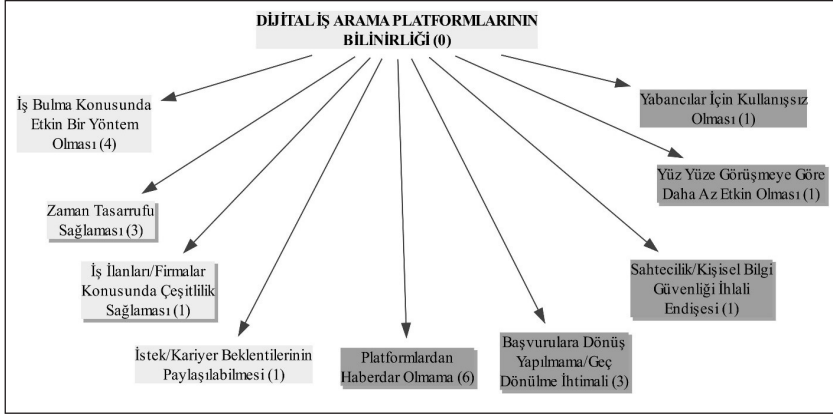 DİJİTAL İŞ ARAMA PLATFORMLARININ
BİLİNİRLİĞİ (0)
İş Bulma Konusunda
Etkin Bir Yöntem
Olması (4)
Zaman Tasarrufu
Sağlaması (3)
İş İlanları/Firmalar
Konusunda Çeşitlilik
Sağlaması (1)
İstek/Kariyer Beklentilerinin
Paylaşılabilmesi (1)
Platformlardan
Haberdar Olmama (6)
Başvurulara Dönüş
Yapılmama/Geç
Dönülme İhtimali (3)
Sahtecilik/Kişisel Bilgi
Güvenliği İhlali
Endişesi (1)
Yüz Yüze Görüşmeye Göre
Daha Az Etkin Olması (1)
Yabancılar İçin Kullanışsız
Olması (1)